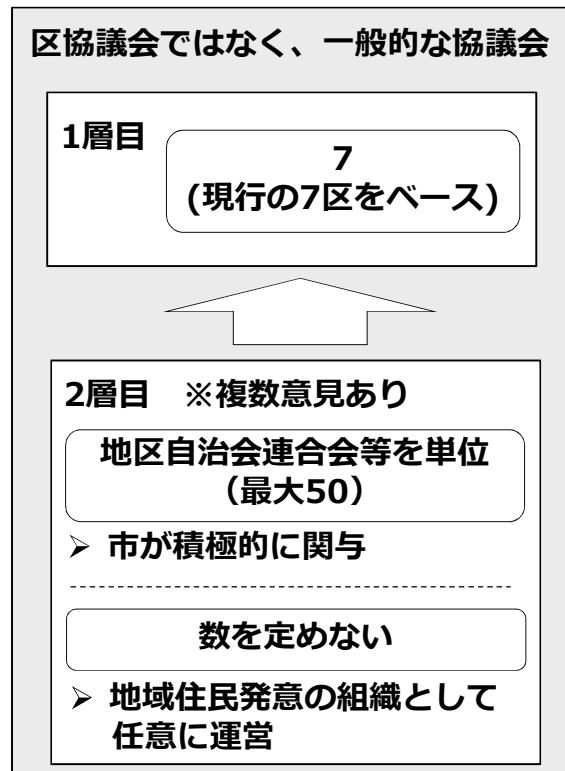 区協議会ではなく、一般的な協議会
1層目
7
(現行の7区をベース)
2層目　※複数意見あり
地区自治会連合会等を単位
（最大50）
➢ 市が積極的に関与
数を定めない
➢ 地域住民発意の組織として
任意に運営